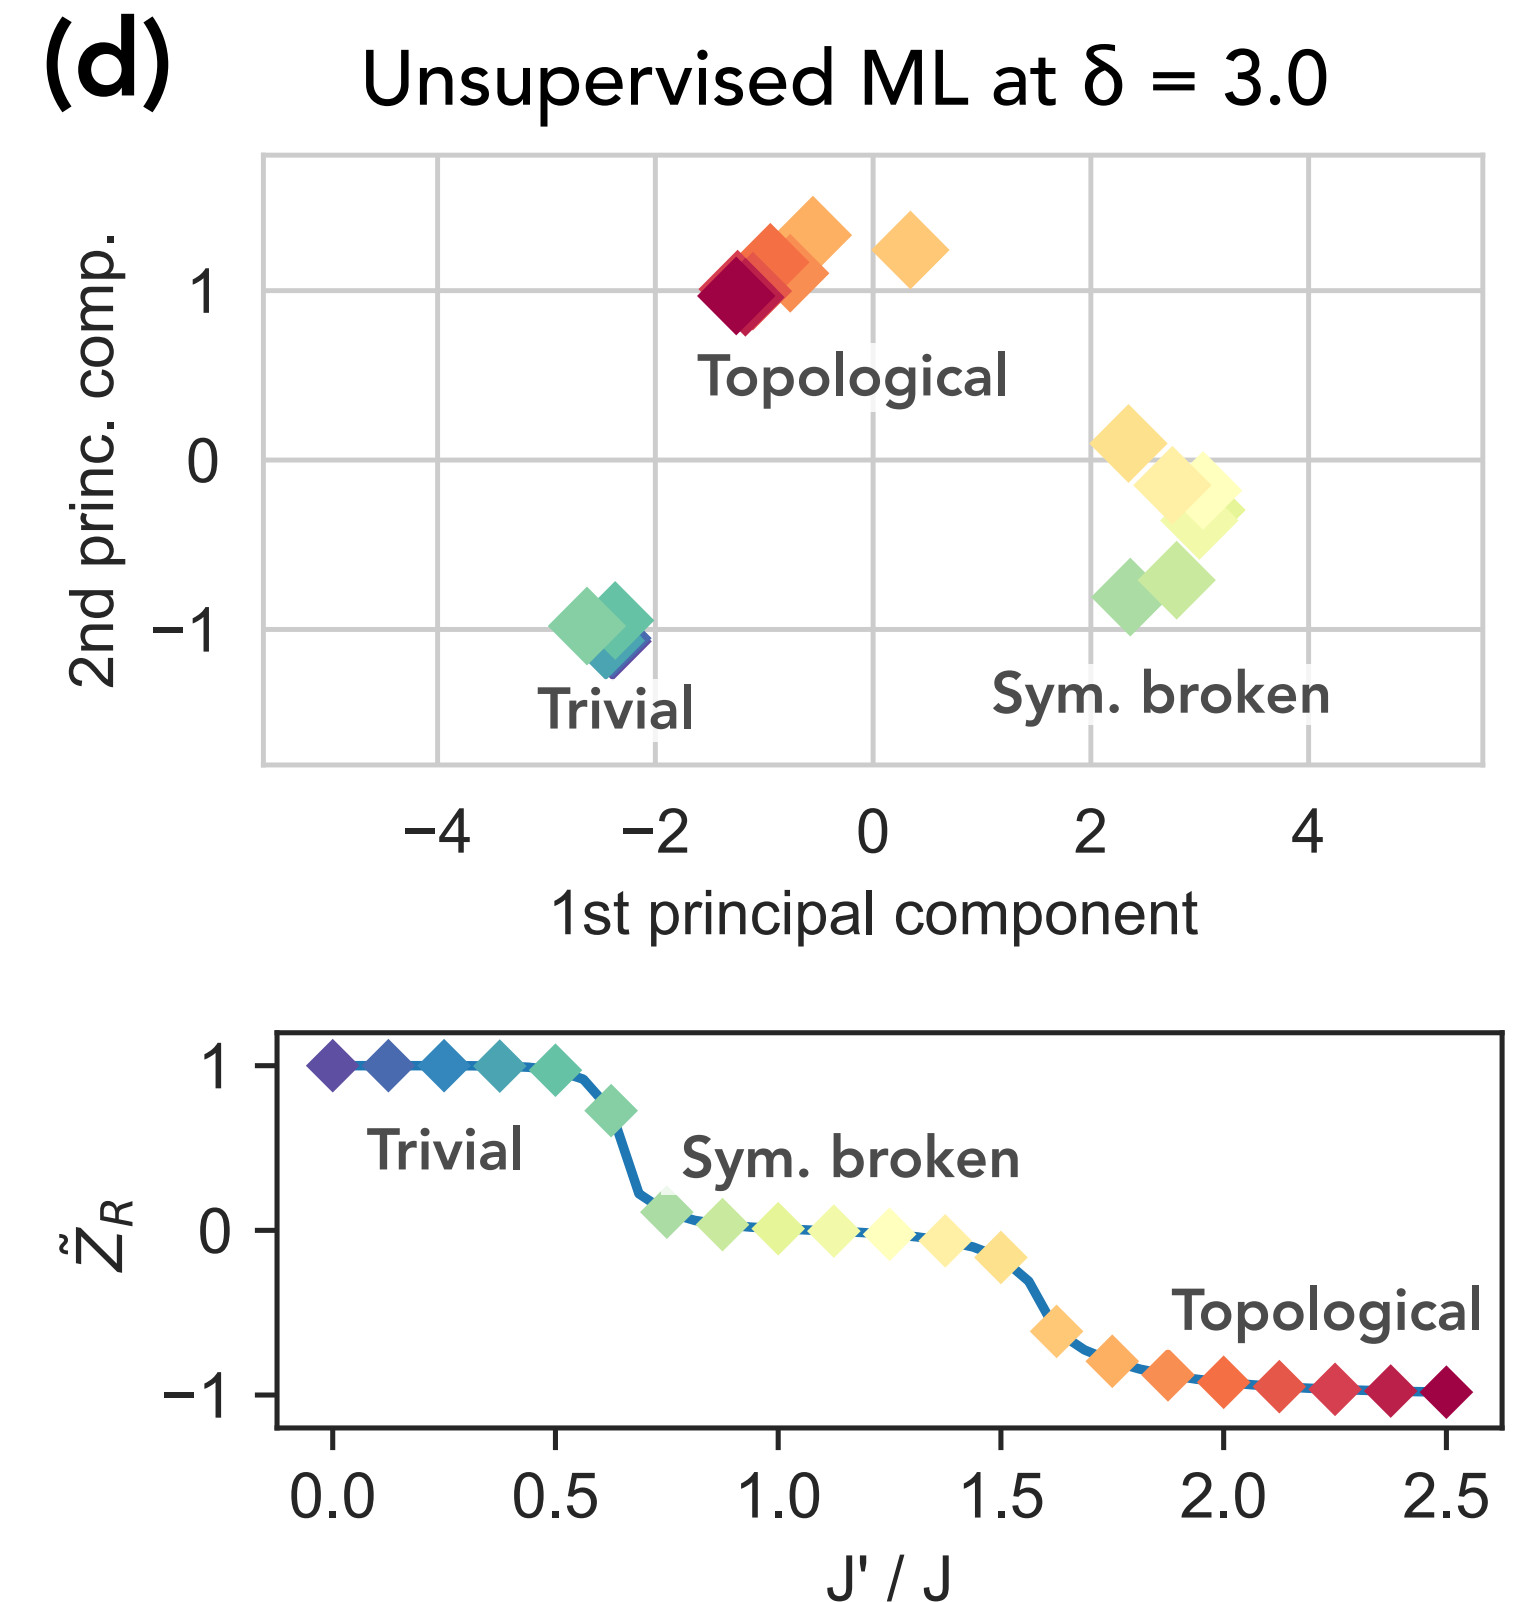 (d)
Unsupervised ML at δ = 3.0
2nd princ. comp.
1
0
−1
Topological
Trivial
Sym. broken
−4 −2 0 2 4
1st principal component
Z̃R
1
0
−1
Trivial
Sym. broken
Topological
0.0 0.5 1.0 1.5 2.0 2.5
J' / J